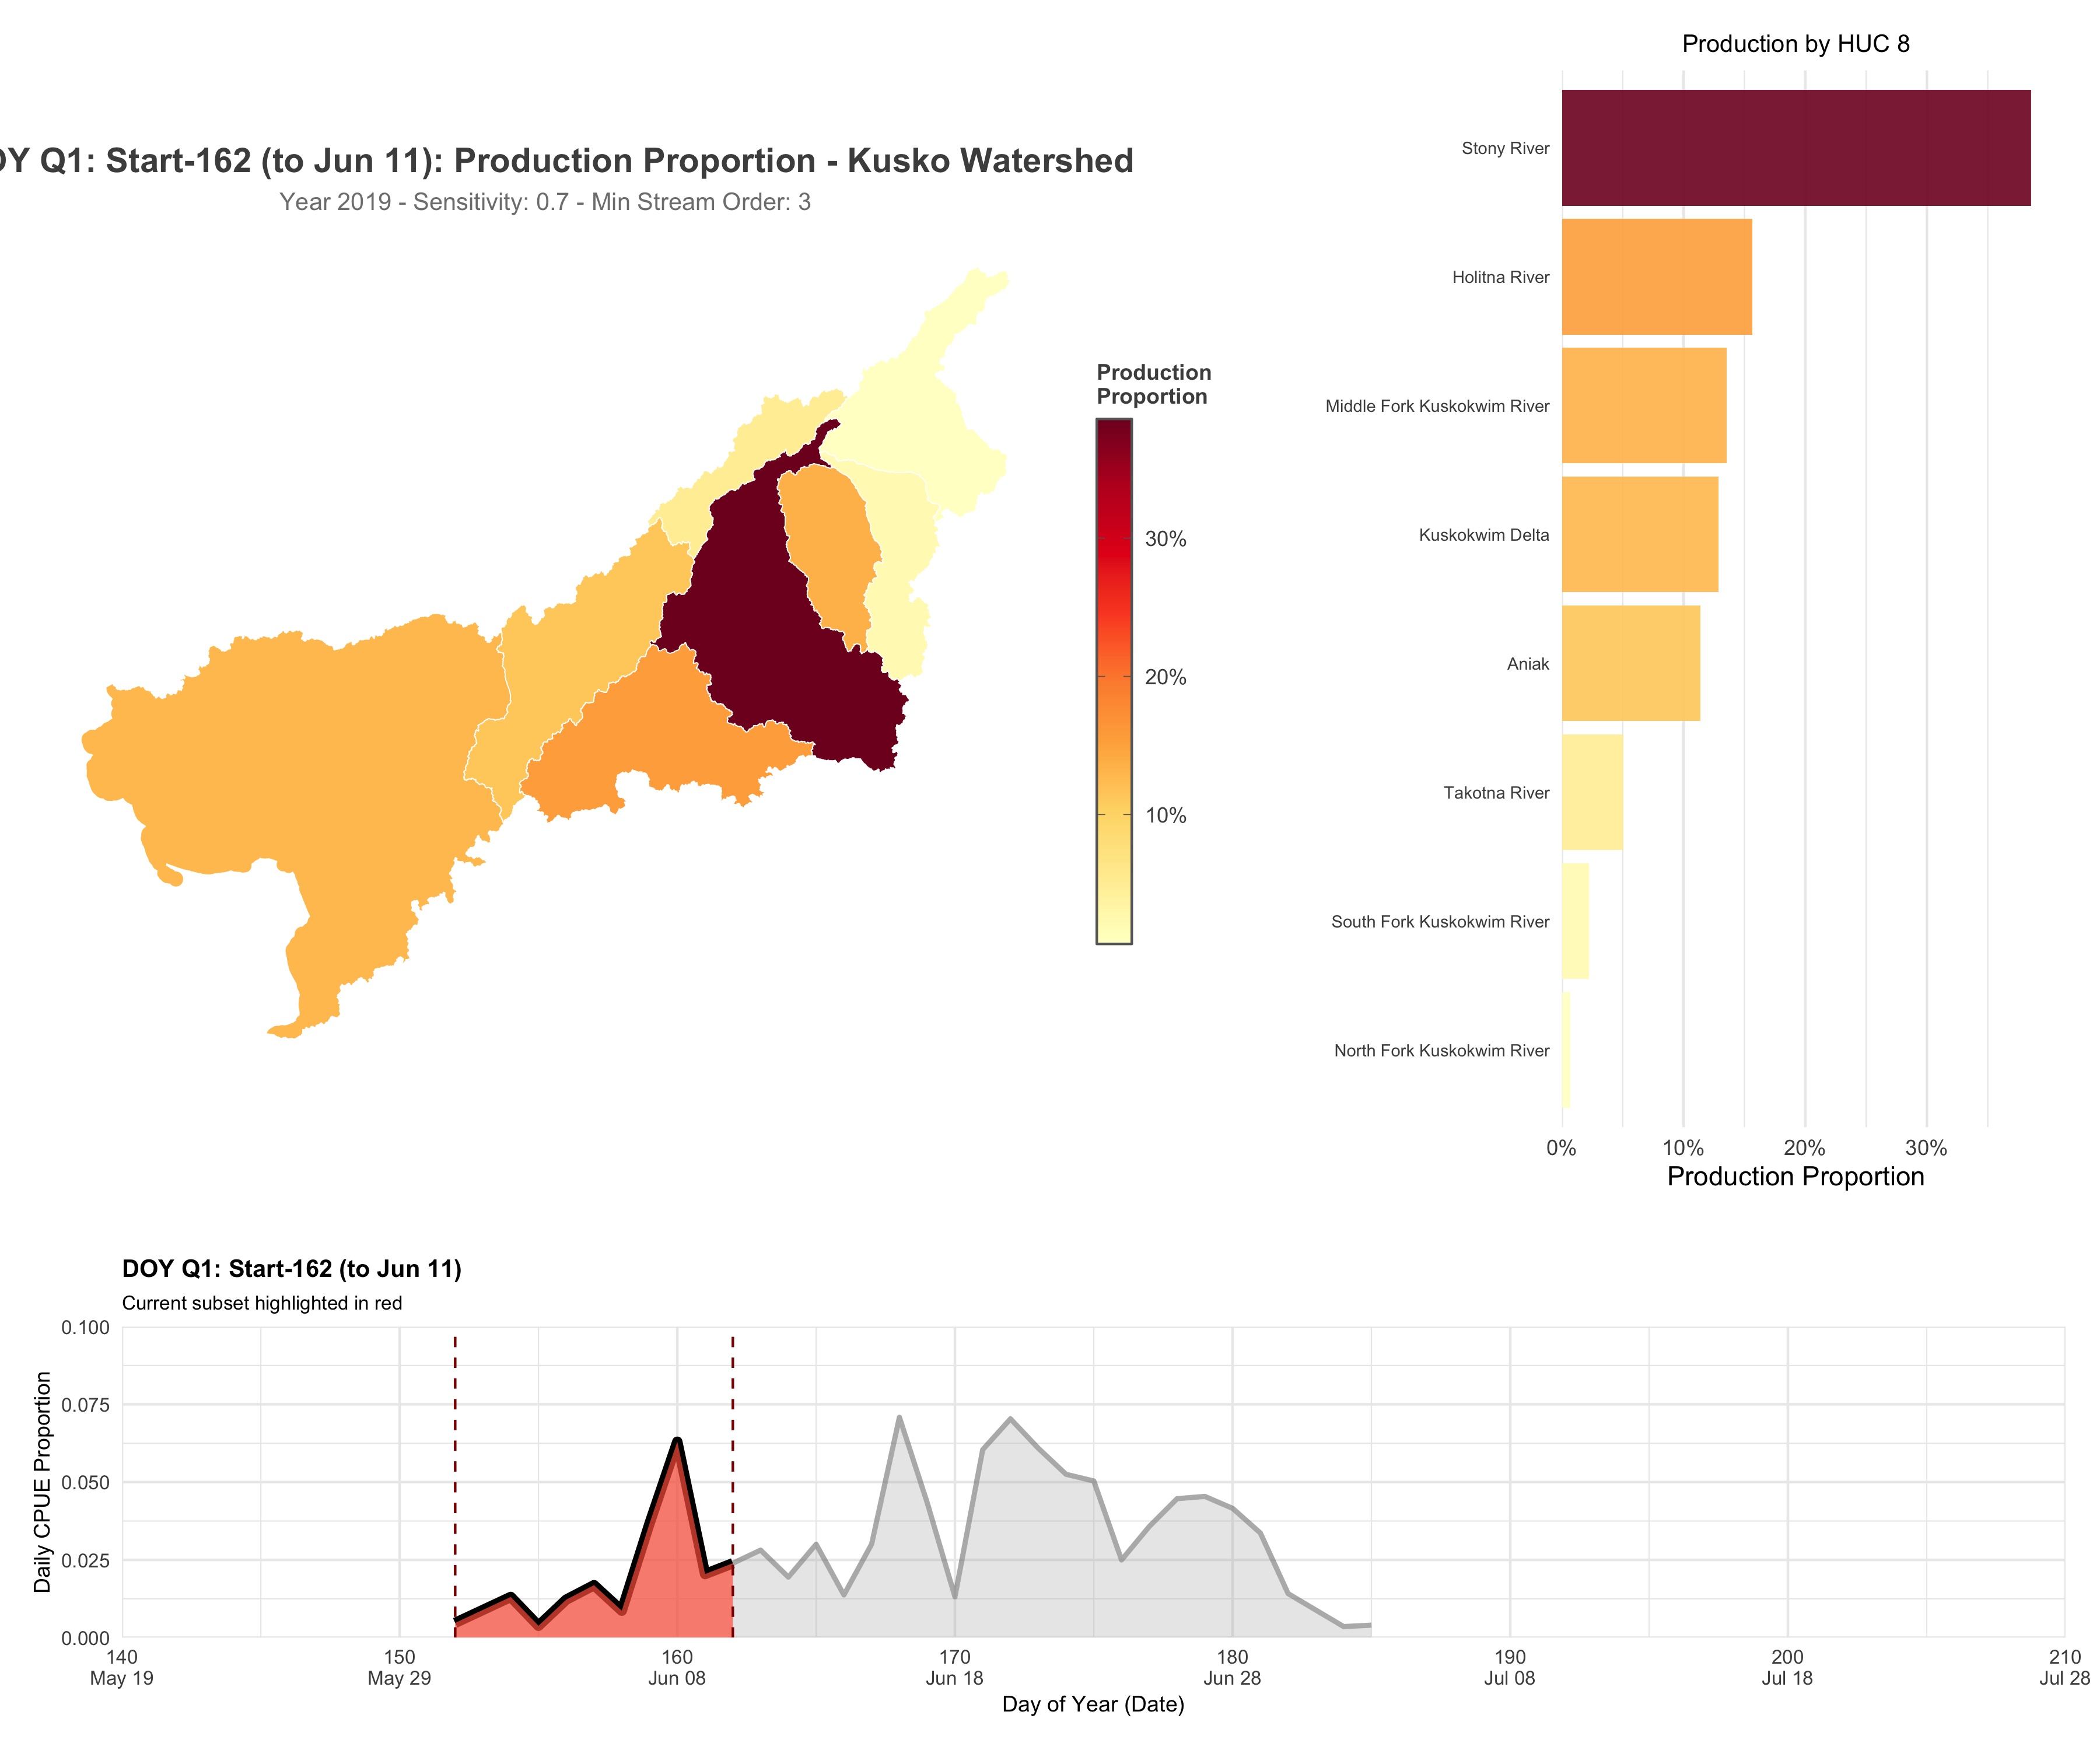 OY Q1: Start-162 (to Jun 11): Production Proportion - Kusko Watershed
Year 2019 - Sensitivity: 0.7 - Min Stream Order: 3
Production
Proportion
30%
20%
10%
Production by HUC 8
Stony River
Holitna River
Middle Fork Kuskokwim River
Kuskokwim Delta
Aniak
Takotna River
South Fork Kuskokwim River
North Fork Kuskokwim River
0% 10% 20% 30%
Production Proportion
DOY Q1: Start-162 (to Jun 11)
Current subset highlighted in red
Daily CPUE Proportion
0.100
0.075
0.050
0.025
0.000
140 150 160 170 180 190 200 210
May 19 May 29 Jun 08 Jun 18 Jun 28 Jul 08 Jul 18 Jul 28
Day of Year (Date)